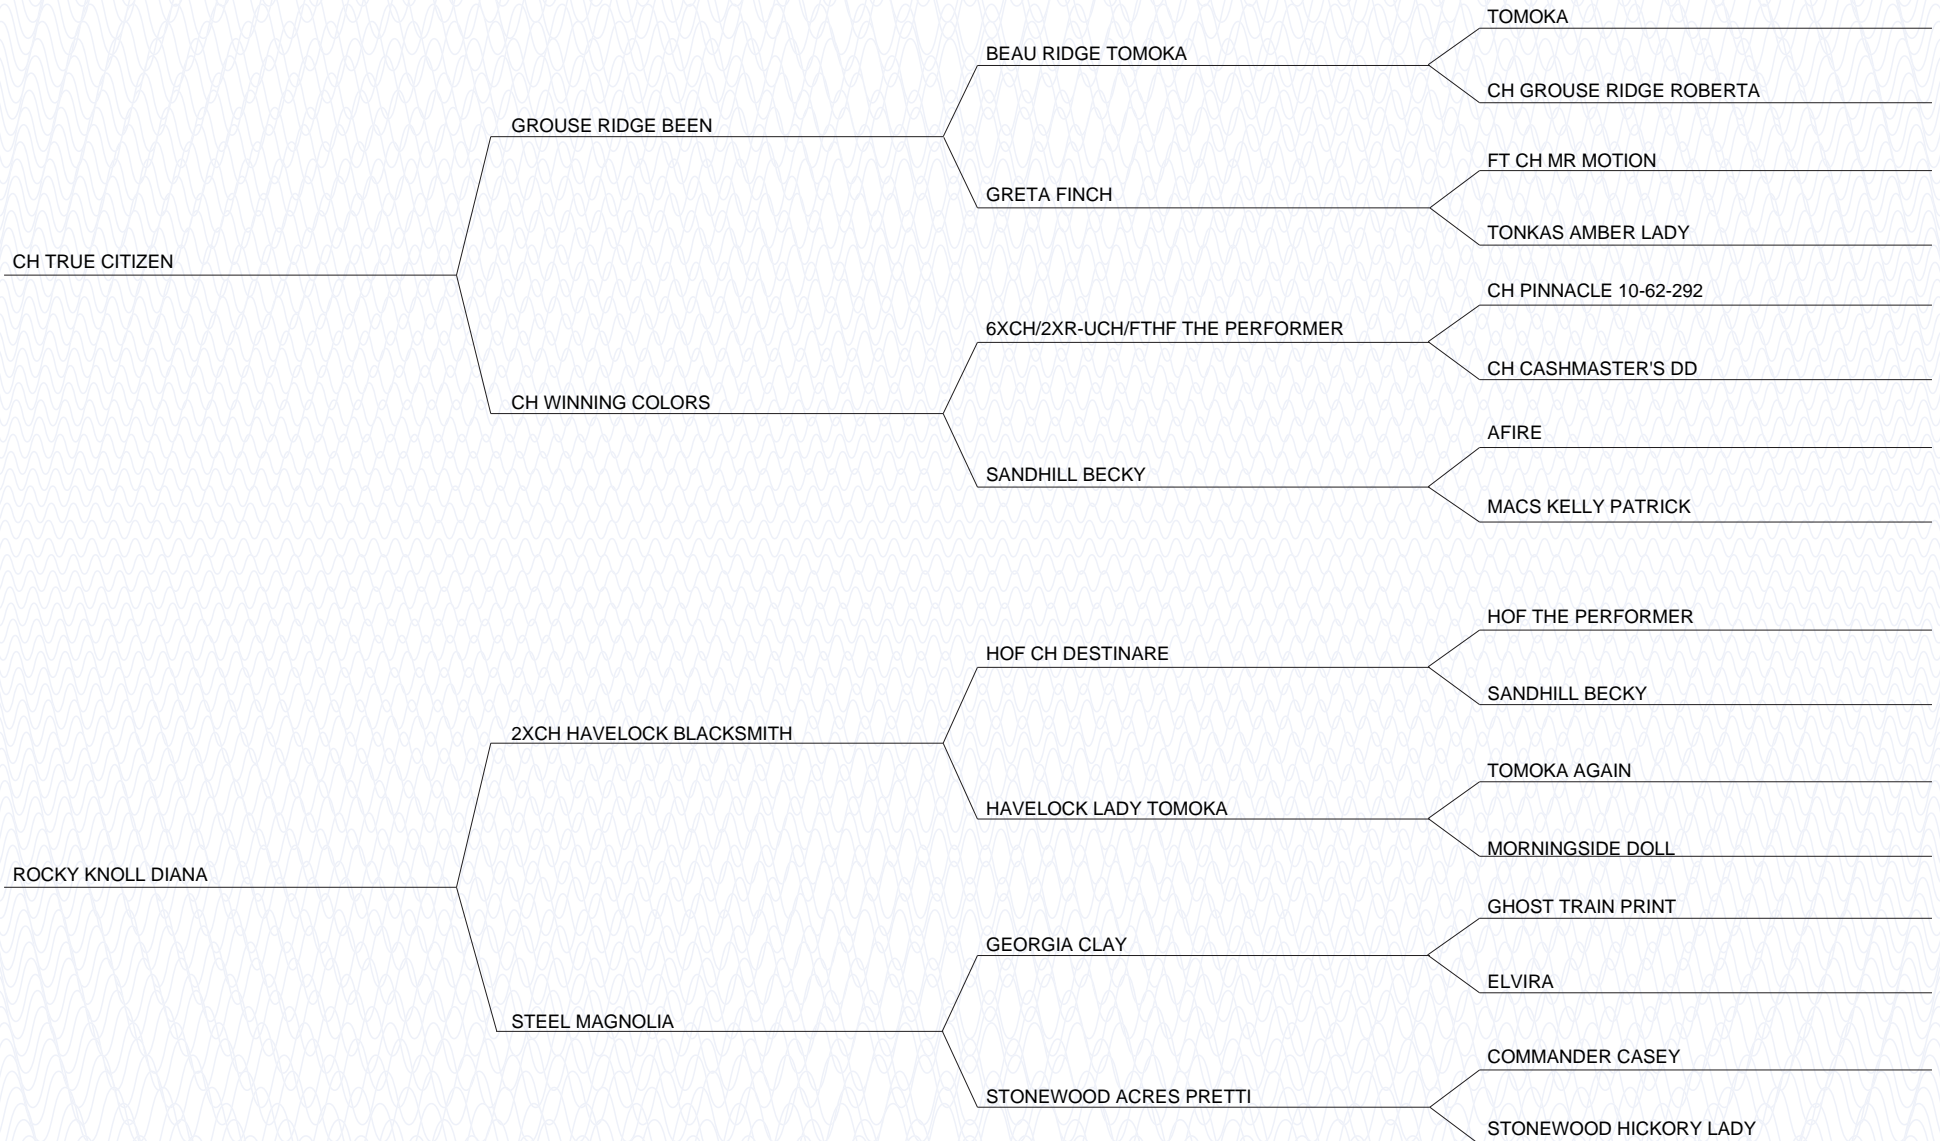 TOMOKA
BEAU RIDGE TOMOKA
CH GROUSE RIDGE ROBERTA
GROUSE RIDGE BEEN
FT CH MR MOTION
GRETA FINCH
TONKAS AMBER LADY
CH TRUE CITIZEN
CH PINNACLE 10-62-292
6XCH/2XR-UCH/FTHF THE PERFORMER
CH CASHMASTER'S DD
CH WINNING COLORS
AFIRE
SANDHILL BECKY
MACS KELLY PATRICK
HOF THE PERFORMER
HOF CH DESTINARE
SANDHILL BECKY
2XCH HAVELOCK BLACKSMITH
TOMOKA AGAIN
HAVELOCK LADY TOMOKA
MORNINGSIDE DOLL
ROCKY KNOLL DIANA
GHOST TRAIN PRINT
GEORGIA CLAY
ELVIRA
STEEL MAGNOLIA
COMMANDER CASEY
STONEWOOD ACRES PRETTI
STONEWOOD HICKORY LADY